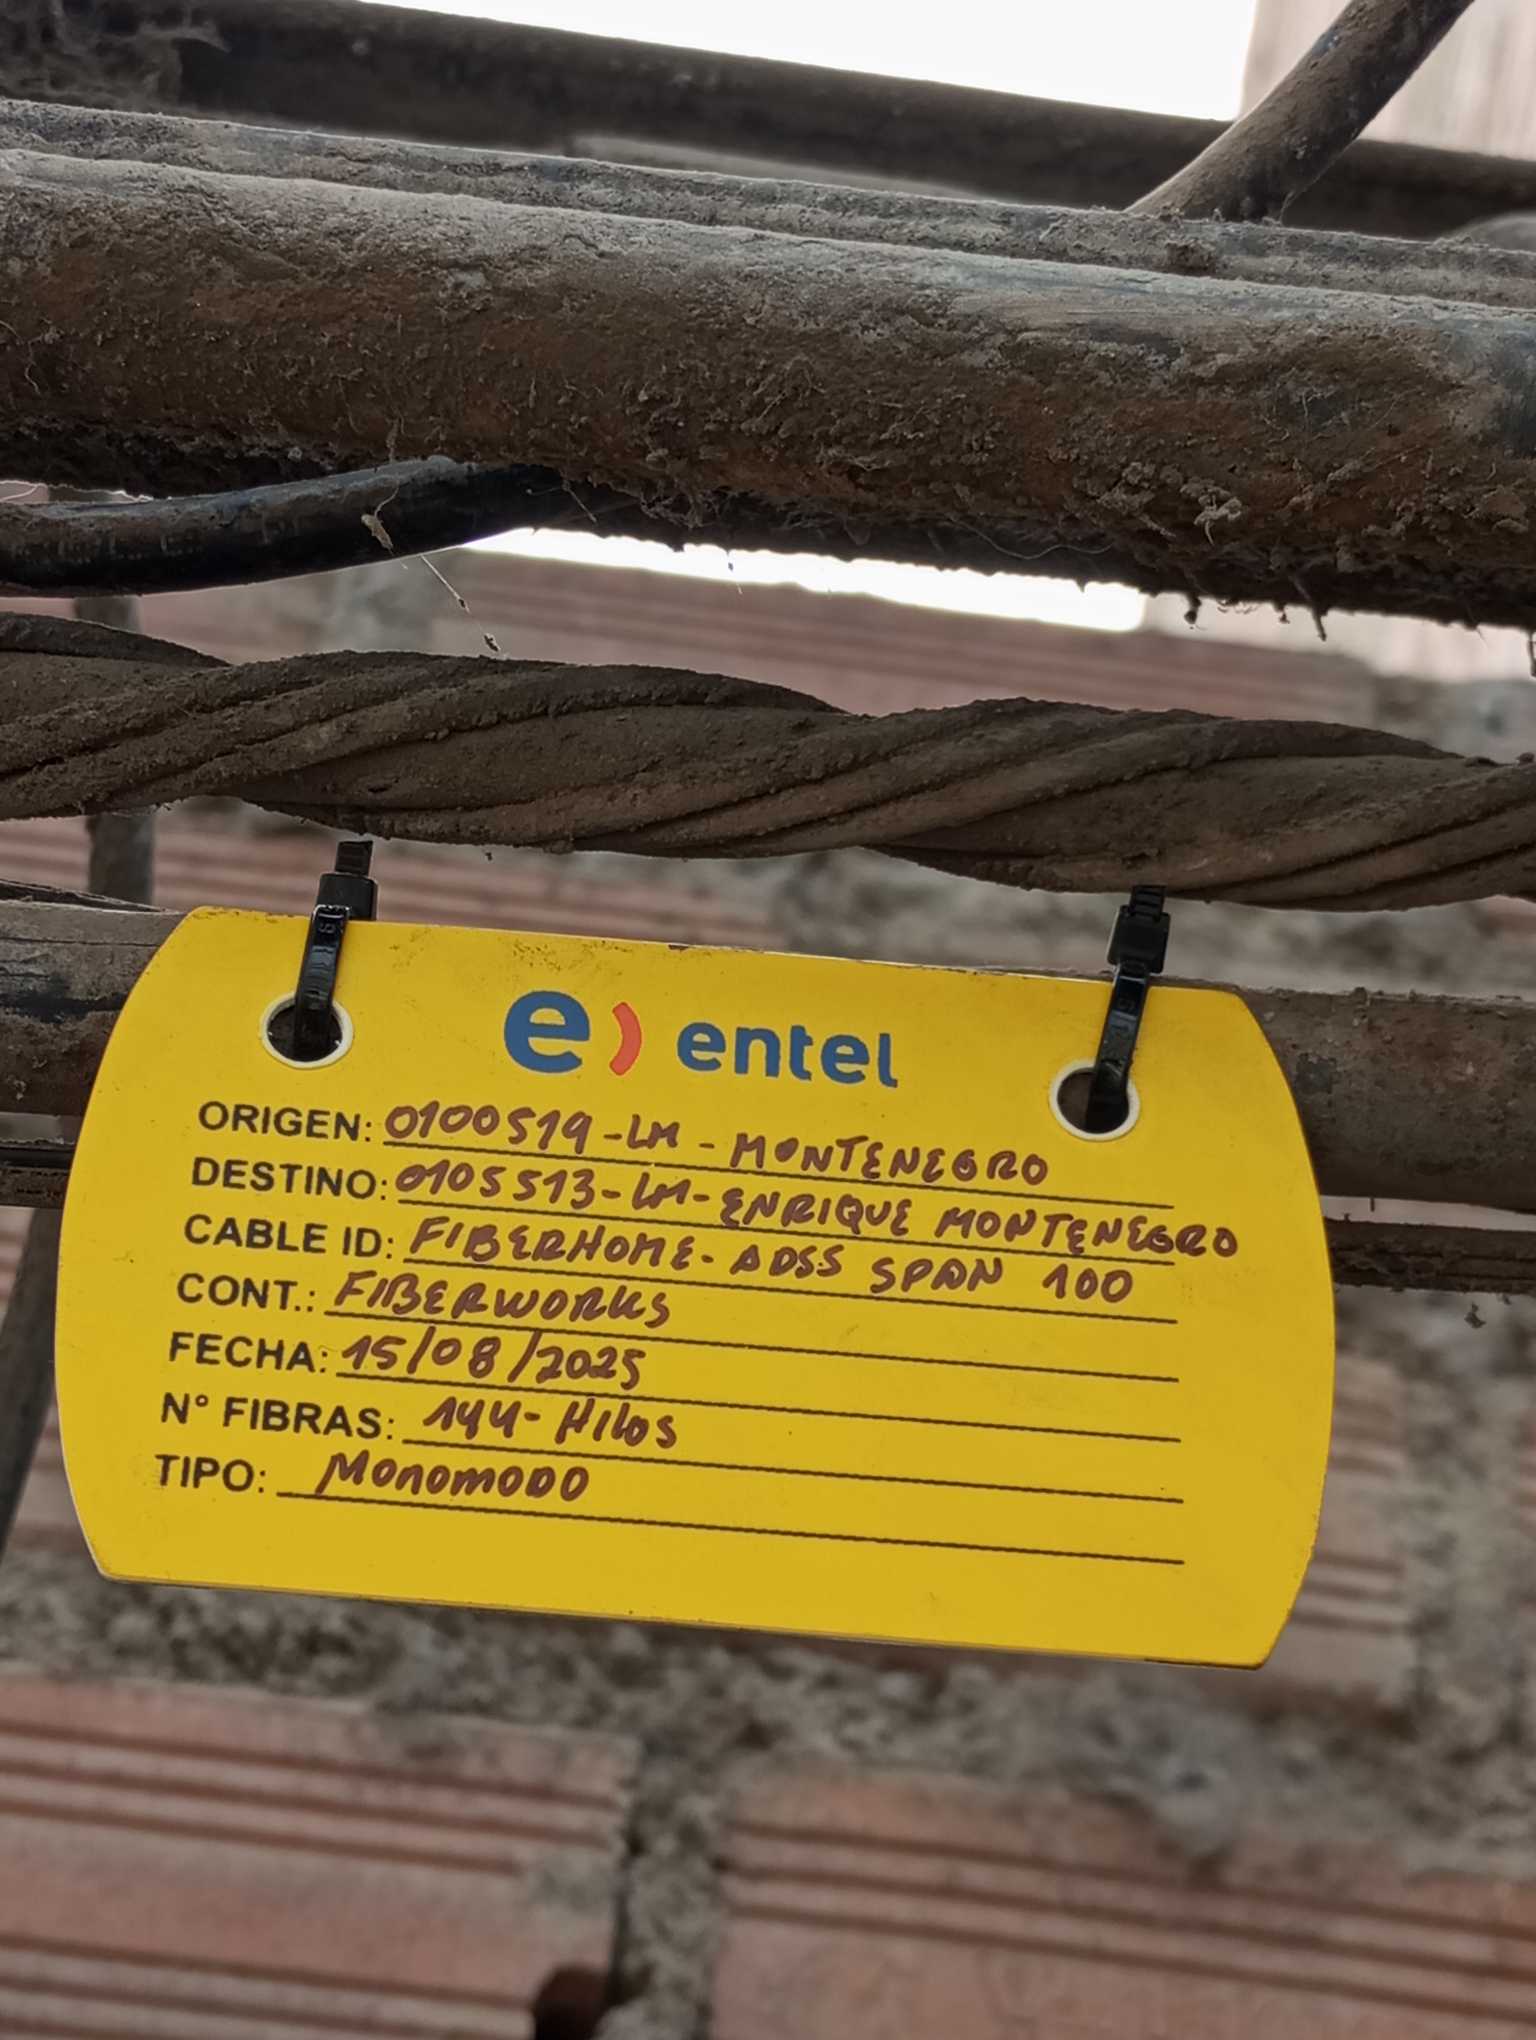 e) entel
ORIGEN: 0100519-LM-MONTENEGRO
DESTINO: 0105513-LM-ENRIQUE MONTENEGRO
CABLE ID: FIBERHOME-ADSS SPAN 100
CONT.: FIBERWORKS
FECHA: 15/08/2025
N° FIBRAS: 144-Hilos
TIPO: MONOMODO